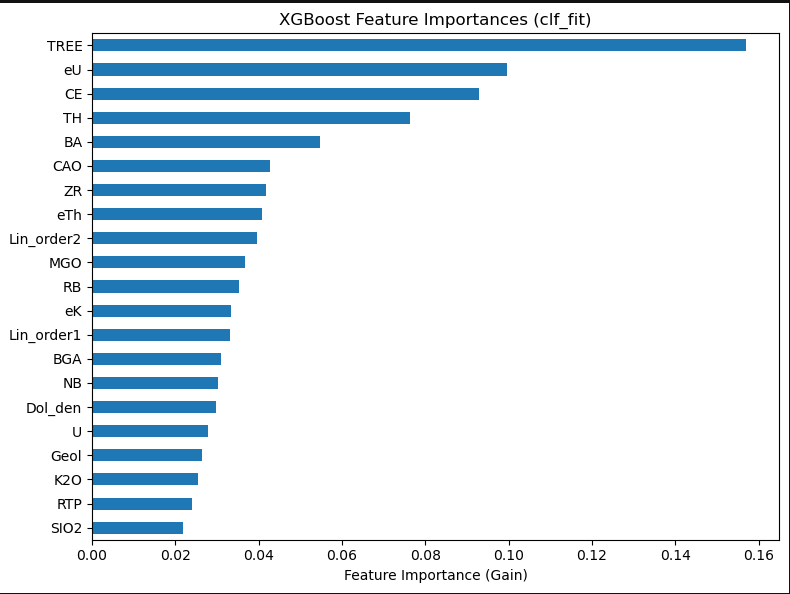 XGBoost Feature Importances (clf_fit)
TREE
eU
CE
TH
BA
CAO
ZR
eTh
Lin_order2
MGO
RB
eK
Lin_order1
BGA
NB
Dol_den
U
Geol
K2O
RTP
SIO2
0.00 0.02 0.04 0.06 0.08 0.10 0.12 0.14 0.16
Feature Importance (Gain)